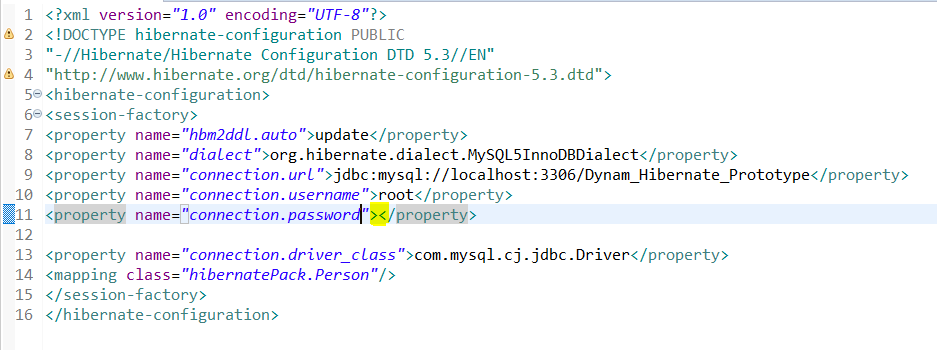 1 <?xml version="1.0" encoding="UTF-8"?>
2 <!DOCTYPE hibernate-configuration PUBLIC
3 "-//Hibernate/Hibernate Configuration DTD 5.3//EN"
4 "http://www.hibernate.org/dtd/hibernate-configuration-5.3.dtd">
5 <hibernate-configuration>
6 <session-factory>
7 <property name="hbm2ddl.auto">update</property>
8 <property name="dialect">org.hibernate.dialect.MySQL5InnoDBDialect</property>
9 <property name="connection.url">jdbc:mysql://localhost:3306/Dynam_Hibernate_Prototype</property>
10 <property name="connection.username">root</property>
11 <property name="connection.password"></property>
12
13 <property name="connection.driver_class">com.mysql.cj.jdbc.Driver</property>
14 <mapping class="hibernatePack.Person"/>
15 </session-factory>
16 </hibernate-configuration>